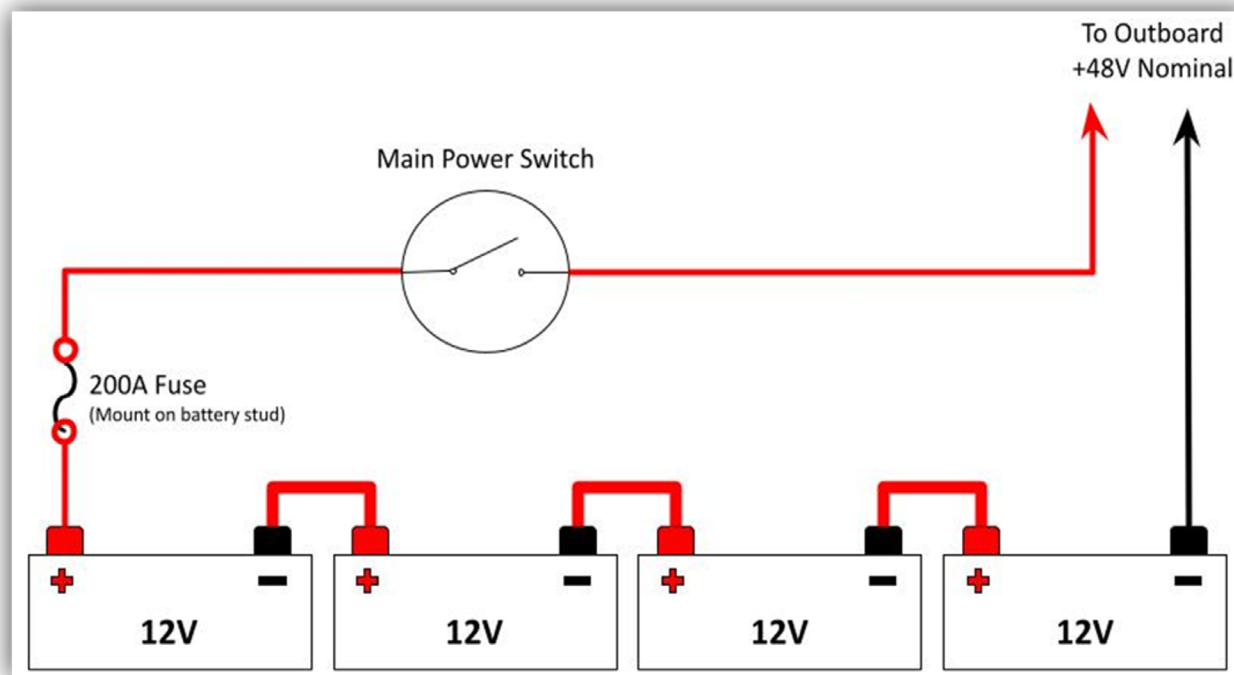 To Outboard
+48V Nominal
Main Power Switch
200A Fuse
(Mount on battery stud)
+ − + − + − + −
12V 12V 12V 12V